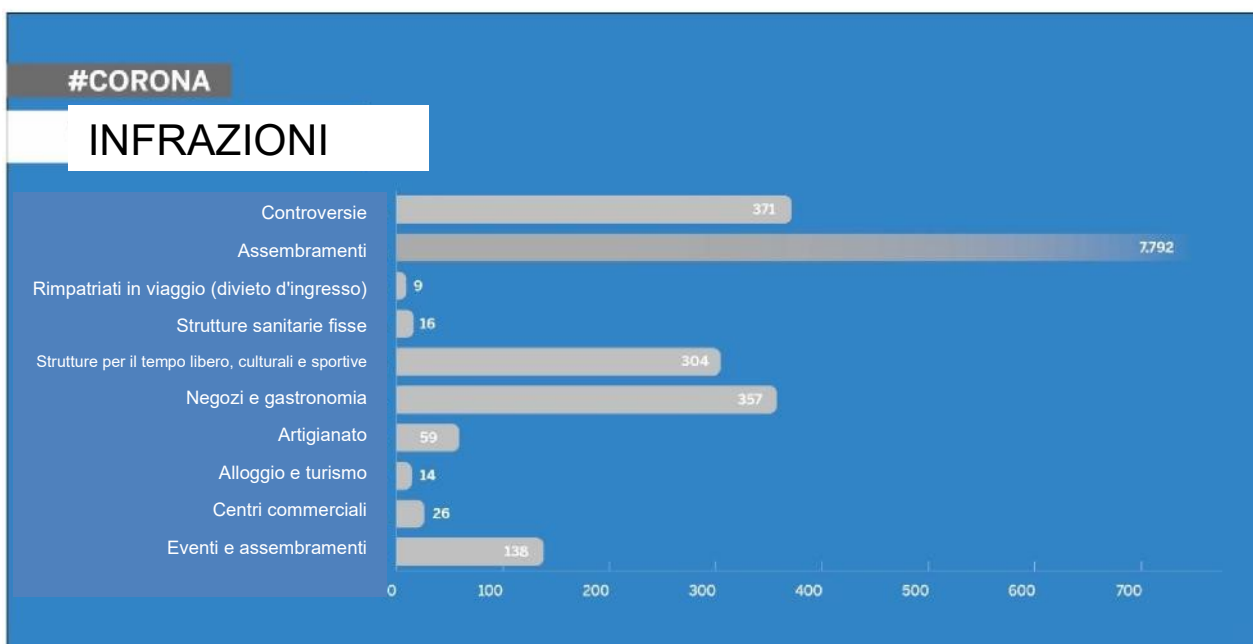 #CORONA
INFRAZIONI
Controversie 371
Assembramenti 7.792
Rimpatriati in viaggio (divieto d'ingresso) 9
Strutture sanitarie fisse 16
Strutture per il tempo libero, culturali e sportive 304
Negozi e gastronomia 357
Artigianato 59
Alloggio e turismo 14
Centri commerciali 26
Eventi e assembramenti 138
0 100 200 300 400 500 600 700